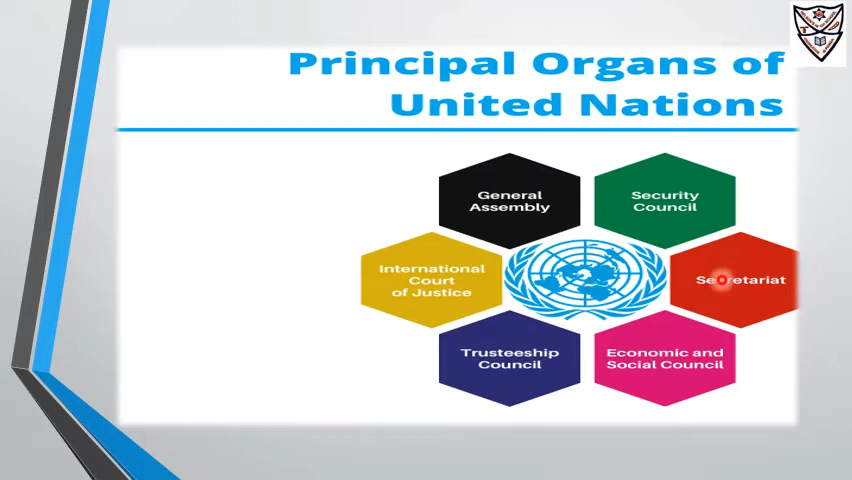 Principal Organs of
United Nations
General
Assembly
Security
Council
International
Court
of Justice
Secretariat
Trusteeship
Council
Economic and
Social Council